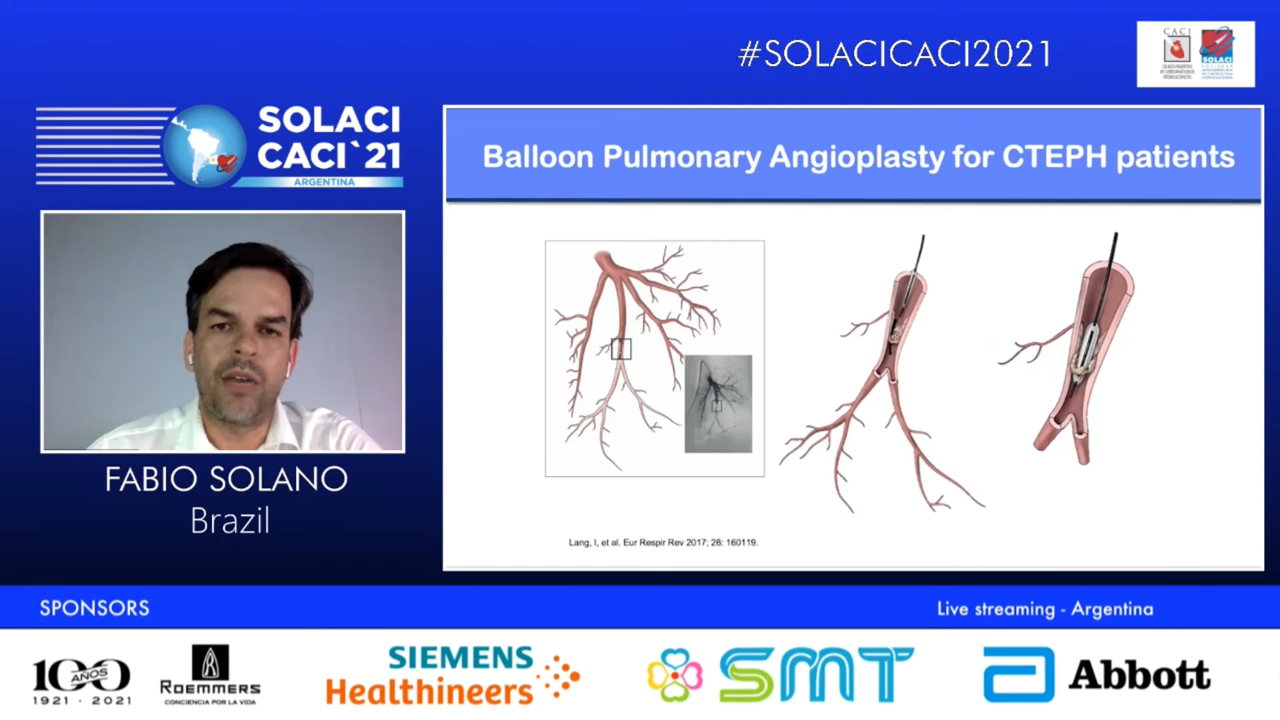 #SOLACICACI2021
CACI
SOLACI
SOLACI
CACI`21
ARGENTINA
Balloon Pulmonary Angioplasty for CTEPH patients
FABIO SOLANO
Brazil
Lang, I, et al. Eur Respir Rev 2017; 26: 160119.
SPONSORS
Live streaming - Argentina
100
AÑOS
1921 · 2021
ROEMMERS
CONCIENCIA POR LA VIDA
SIEMENS
Healthineers
SMT
Abbott